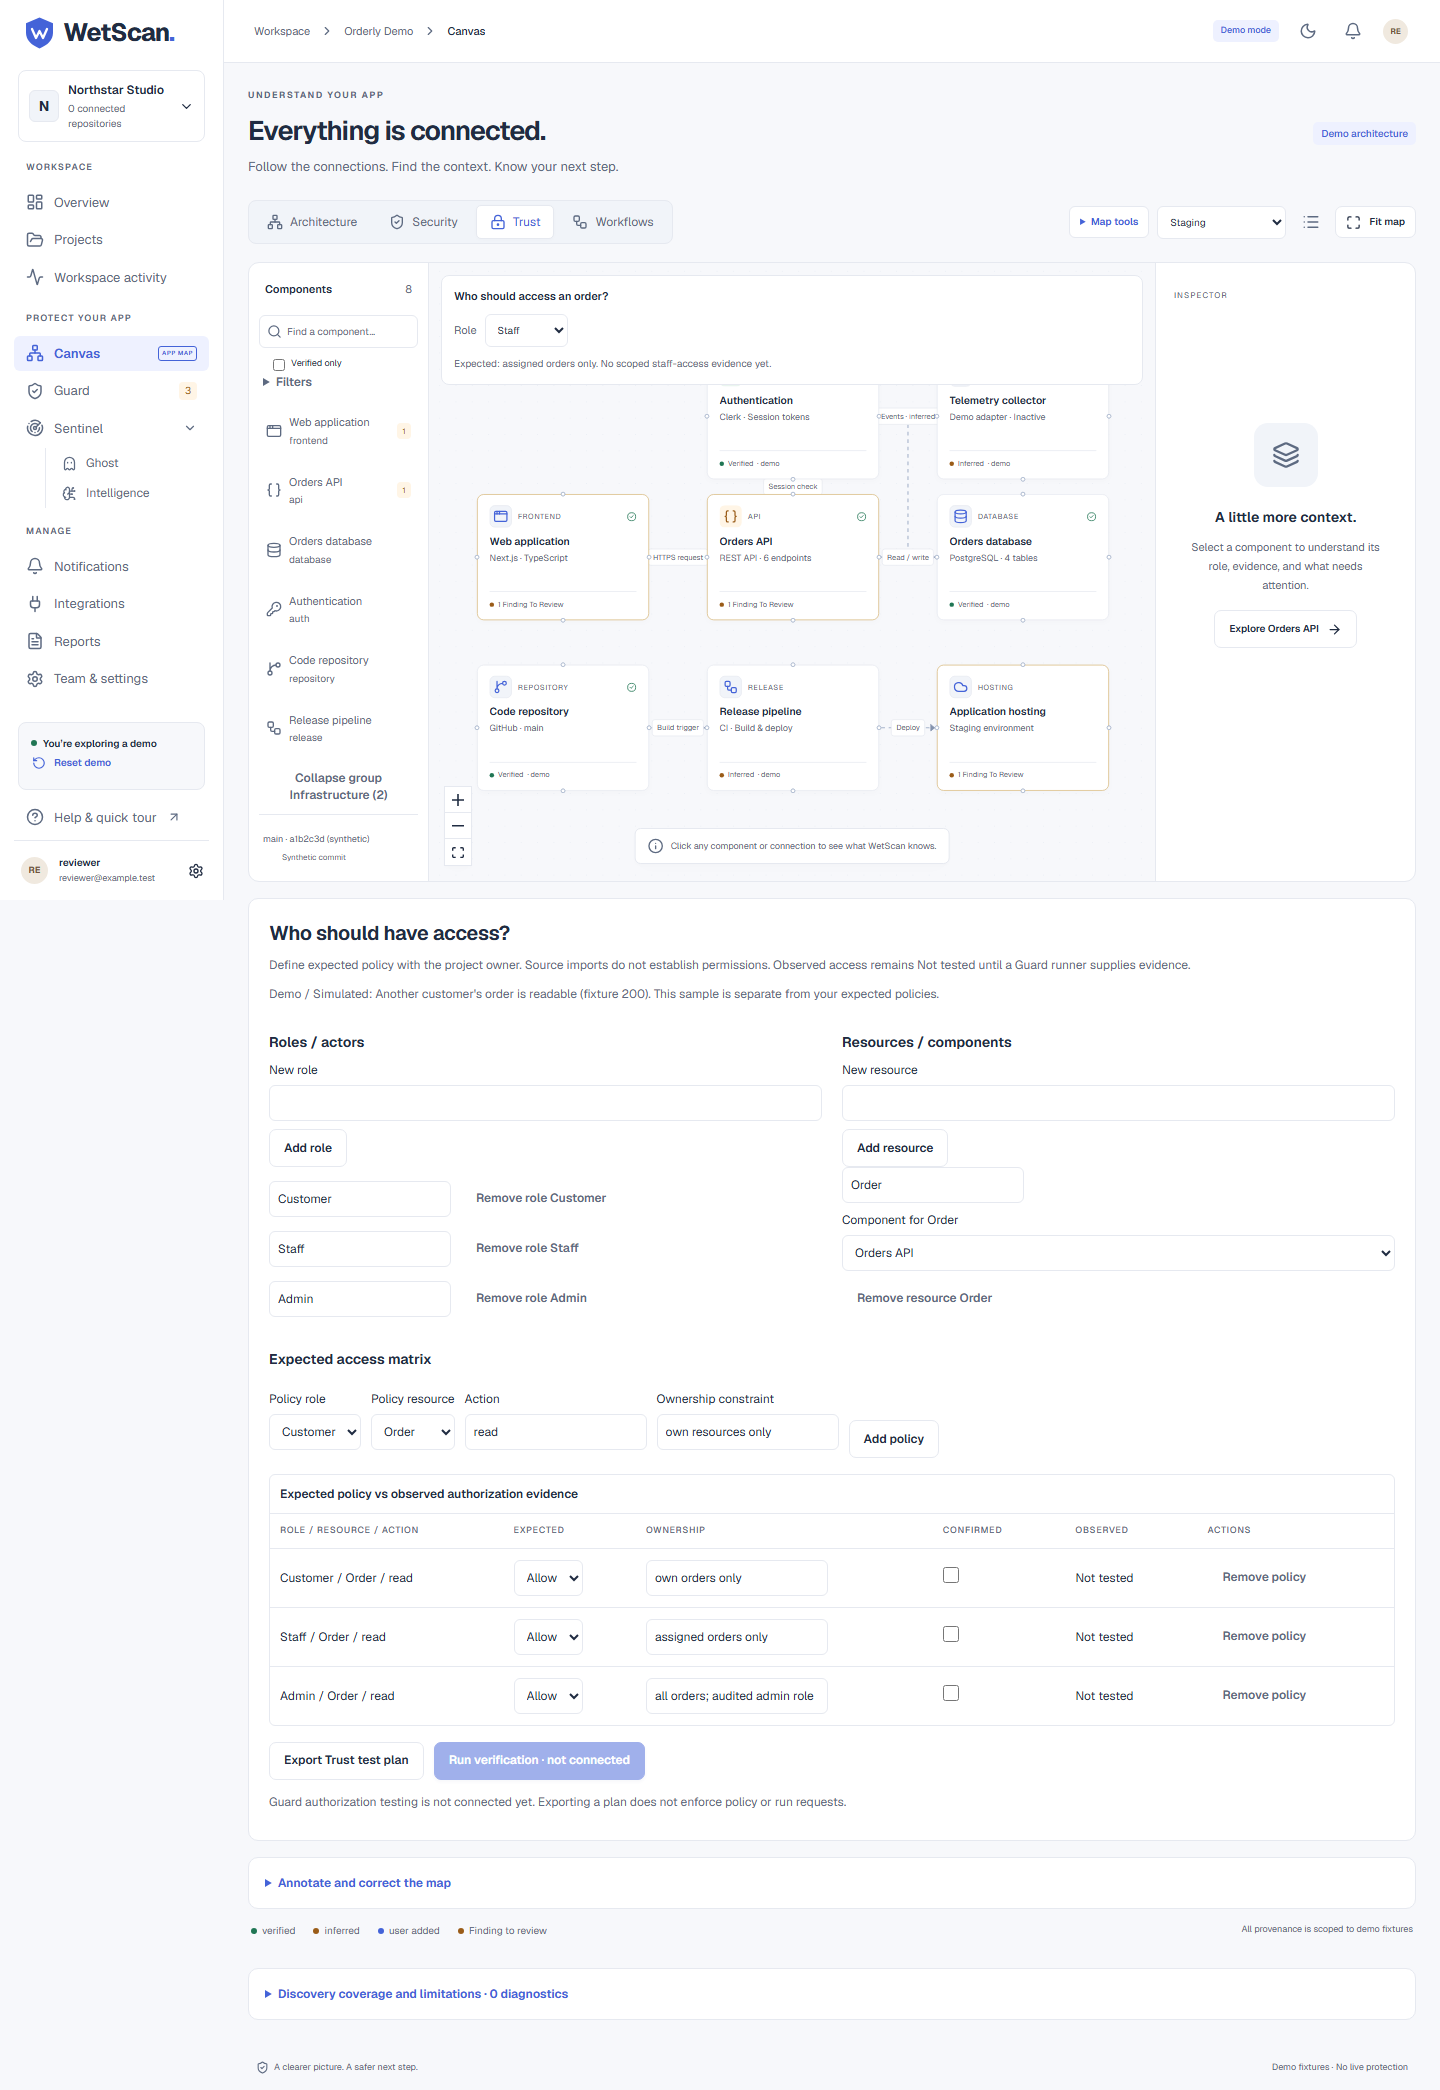 WetScan.
N
Northstar Studio
0 connected
repositories
WORKSPACE
Overview
Projects
Workspace activity
PROTECT YOUR APP
Canvas
APP MAP
Guard
3
Sentinel
Ghost
Intelligence
MANAGE
Notifications
Integrations
Reports
Team & settings
You're exploring a demo
Reset demo
Help & quick tour
RE
reviewer
reviewer@example.test
Workspace
Orderly Demo
Canvas
Demo mode
RE
UNDERSTAND YOUR APP
Everything is connected.
Follow the connections. Find the context. Know your next step.
Demo architecture
Architecture
Security
Trust
Workflows
Map tools
Staging
Fit map
Components
8
Find a component...
Verified only
Filters
Web application
frontend
1
Orders API
api
1
Orders database
database
Authentication
auth
Code repository
repository
Release pipeline
release
Collapse group
Infrastructure (2)
main · a1b2c3d (synthetic)
Synthetic commit
Who should access an order?
Role
Staff
Expected: assigned orders only. No scoped staff-access evidence yet.
Authentication
Clerk · Session tokens
Verified · demo
Events · inferred
Telemetry collector
Demo adapter · Inactive
Inferred · demo
Session check
FRONTEND
Web application
Next.js · TypeScript
1 Finding To Review
HTTPS request
API
Orders API
REST API · 6 endpoints
1 Finding To Review
Read / write
DATABASE
Orders database
PostgreSQL · 4 tables
Verified · demo
REPOSITORY
Code repository
GitHub · main
Verified · demo
Build trigger
RELEASE
Release pipeline
CI · Build & deploy
Inferred · demo
Deploy
HOSTING
Application hosting
Staging environment
1 Finding To Review
Click any component or connection to see what WetScan knows.
INSPECTOR
A little more context.
Select a component to understand its
role, evidence, and what needs
attention.
Explore Orders API
Who should have access?
Define expected policy with the project owner. Source imports do not establish permissions. Observed access remains Not tested until a Guard runner supplies evidence.
Demo / Simulated: Another customer's order is readable (fixture 200). This sample is separate from your expected policies.
Roles / actors
New role
Add role
Customer
Remove role Customer
Staff
Remove role Staff
Admin
Remove role Admin
Resources / components
New resource
Add resource
Order
Component for Order
Orders API
Remove resource Order
Expected access matrix
Policy role
Policy resource
Action
Ownership constraint
Customer
Order
read
own resources only
Add policy
Expected policy vs observed authorization evidence
ROLE / RESOURCE / ACTION
EXPECTED
OWNERSHIP
CONFIRMED
OBSERVED
ACTIONS
Customer / Order / read
Allow
own orders only
Not tested
Remove policy
Staff / Order / read
Allow
assigned orders only
Not tested
Remove policy
Admin / Order / read
Allow
all orders; audited admin role
Not tested
Remove policy
Export Trust test plan
Run verification · not connected
Guard authorization testing is not connected yet. Exporting a plan does not enforce policy or run requests.
Annotate and correct the map
verified
inferred
user added
Finding to review
All provenance is scoped to demo fixtures
Discovery coverage and limitations · 0 diagnostics
A clearer picture. A safer next step.
Demo fixtures · No live protection